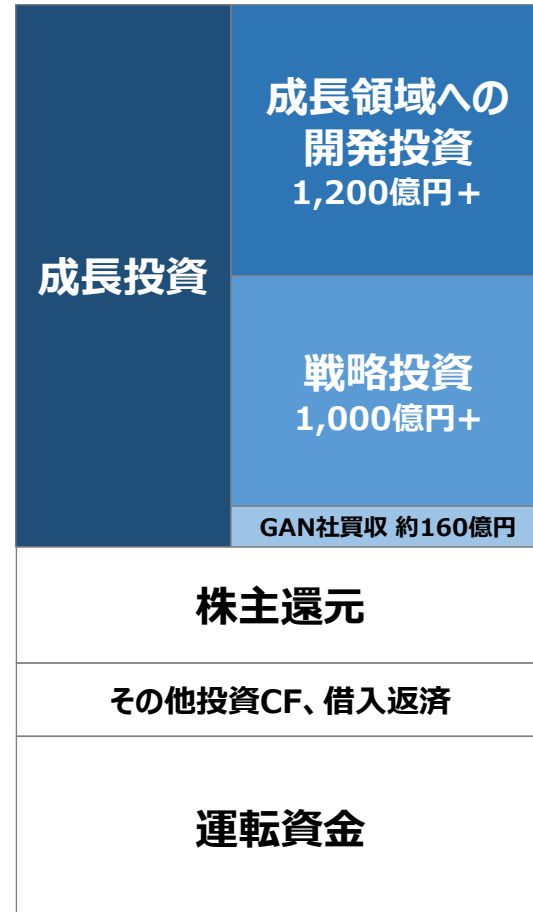 成長投資
成長領域への
開発投資
1,200億円＋
戦略投資
1,000億円＋
GAN社買収 約160億円
株主還元
その他投資CF、借入返済
運転資金